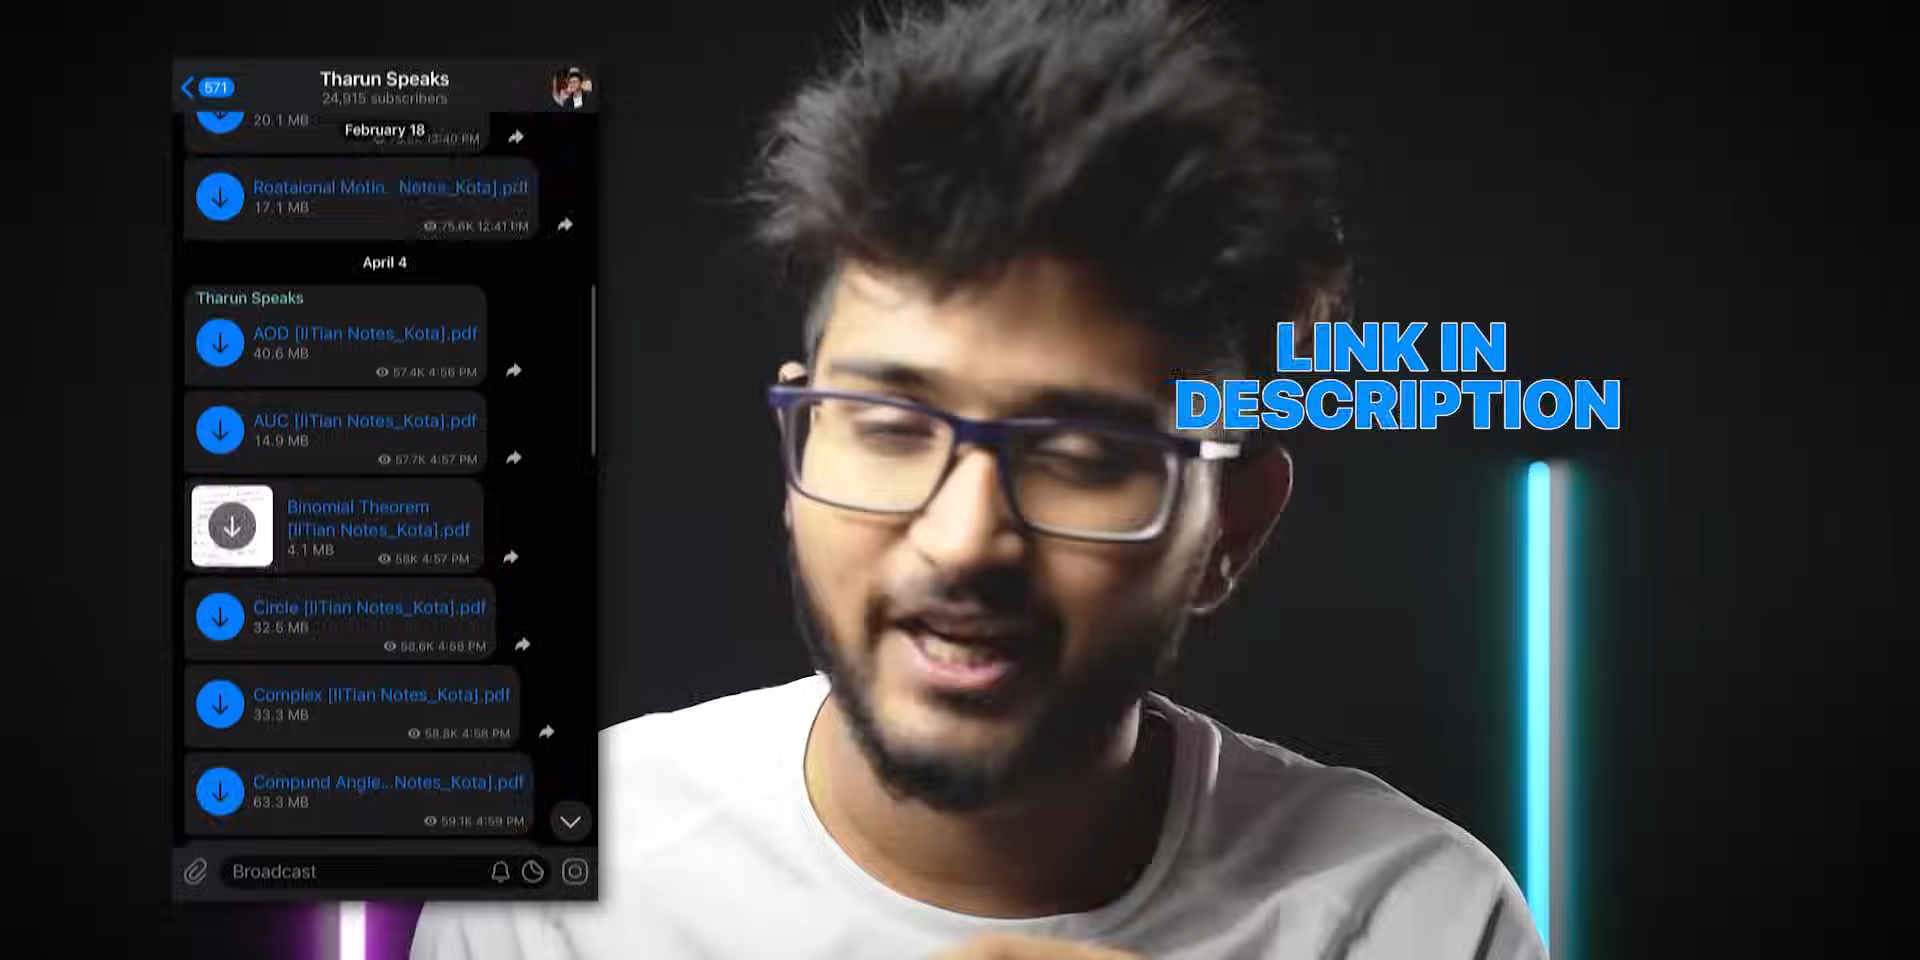 571
Tharun Speaks
24,915 subscribers
20.1 MB
February 18
12:40 PM
Roataional Motin... Notes_Kota].pdf
17.1 MB
75.6K 12:41 PM
April 4
Tharun Speaks
AOD [IITian Notes_Kota].pdf
40.6 MB
57.4K 4:56 PM
AUC [IITian Notes_Kota].pdf
14.9 MB
57.7K 4:57 PM
Binomial Theorem
[IITian Notes_Kota].pdf
4.1 MB
58K 4:57 PM
Circle [IITian Notes_Kota].pdf
32.5 MB
58.6K 4:58 PM
Complex [IITian Notes_Kota].pdf
33.3 MB
58.8K 4:58 PM
Compund Angle...Notes_Kota].pdf
63.3 MB
59.1K 4:59 PM
Broadcast
LINK IN
DESCRIPTION